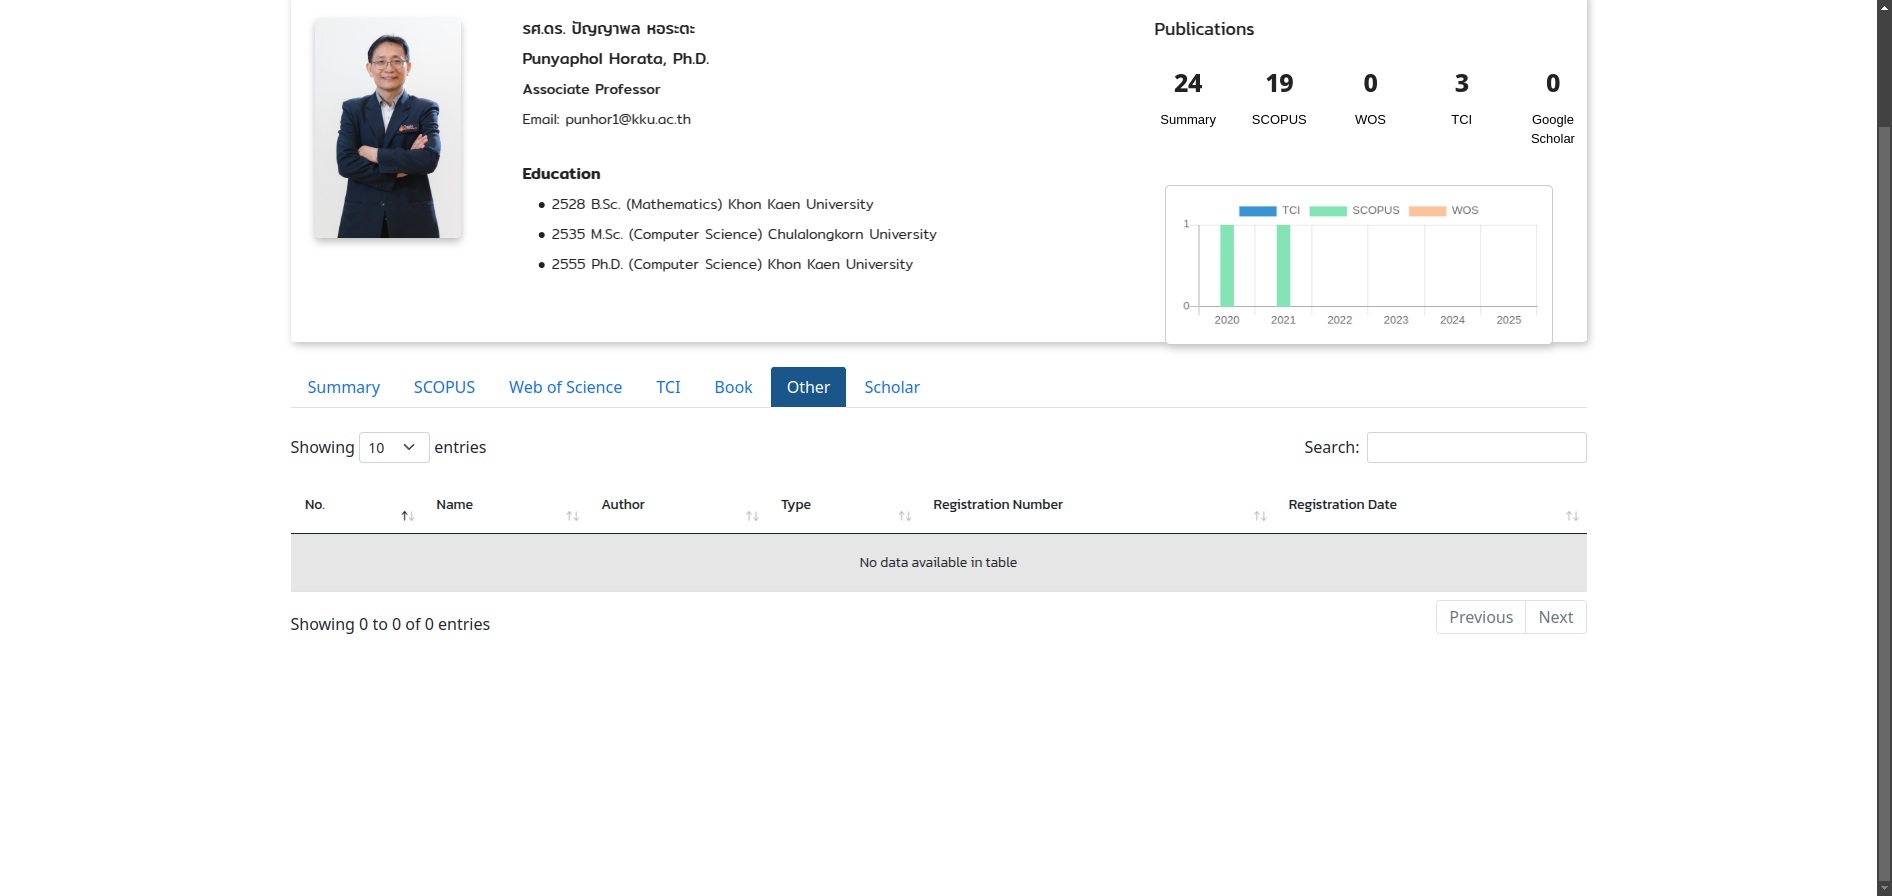 รศ.ดร. ปัญญาพล หอระตะ
Punyaphol Horata, Ph.D.
Associate Professor
Email: punhor1@kku.ac.th
Education
• 2528 B.Sc. (Mathematics) Khon Kaen University
• 2535 M.Sc. (Computer Science) Chulalongkorn University
• 2555 Ph.D. (Computer Science) Khon Kaen University
Publications
24 19 0 3 0
Summary SCOPUS WOS TCI Google Scholar
TCI SCOPUS WOS
1
0
2020 2021 2022 2023 2024 2025
Summary SCOPUS Web of Science TCI Book Other Scholar
Showing 10 entries Search:
No. Name Author Type Registration Number Registration Date
No data available in table
Showing 0 to 0 of 0 entries
Previous Next